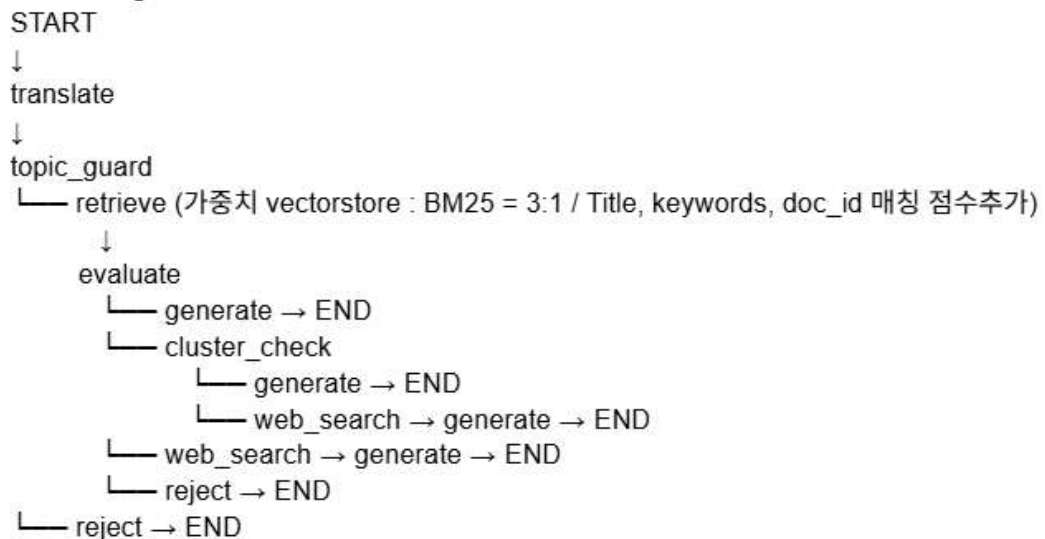 START
↓
translate
↓
topic_guard
└── retrieve (가중치 vectorstore : BM25 = 3:1 / Title, keywords, doc_id 매칭 점수추가)
↓
evaluate
└── generate → END
└── cluster_check
└── generate → END
└── web_search → generate → END
└── web_search → generate → END
└── reject → END
└── reject → END